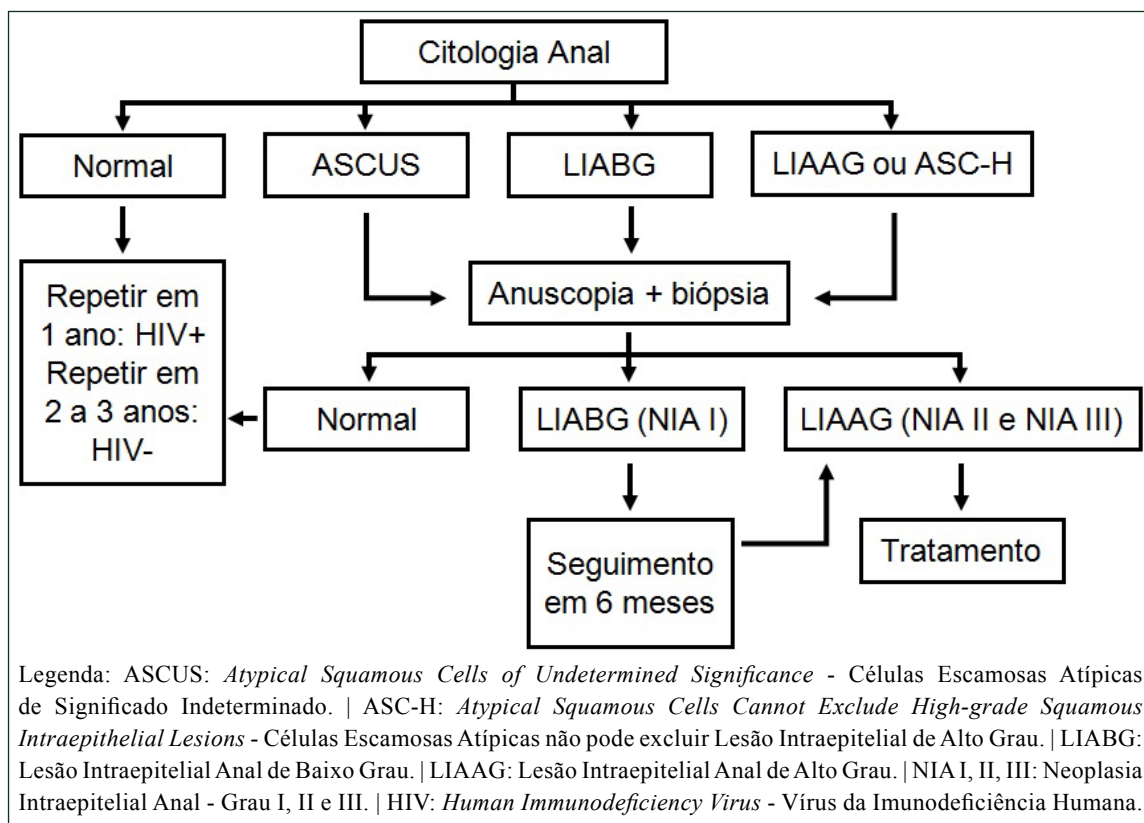 Citologia Anal
Normal
ASCUS
LIABG
LIAAG ou ASC-H
Repetir em
1 ano: HIV+
Repetir em
2 a 3 anos:
HIV-
Anuscopia + biópsia
Normal
LIABG (NIA I)
LIAAG (NIA II e NIA III)
Seguimento
em 6 meses
Tratamento
Legenda: ASCUS: Atypical Squamous Cells of Undetermined Significance - Células Escamosas Atípicas
de Significado Indeterminado. | ASC-H: Atypical Squamous Cells Cannot Exclude High-grade Squamous
Intraepithelial Lesions - Células Escamosas Atípicas não pode excluir Lesão Intraepitelial de Alto Grau. | LIABG:
Lesão Intraepitelial Anal de Baixo Grau. | LIAAG: Lesão Intraepitelial Anal de Alto Grau. | NIA I, II, III: Neoplasia
Intraepitelial Anal - Grau I, II e III. | HIV: Human Immunodeficiency Virus - Vírus da Imunodeficiência Humana.